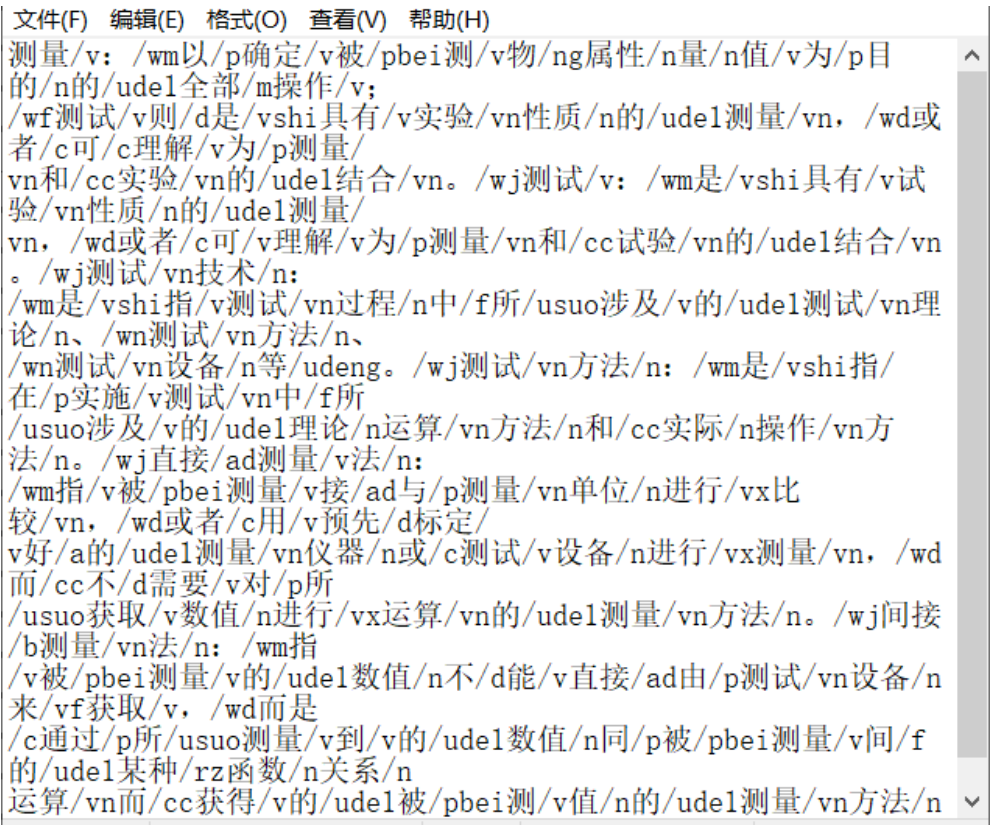 文件(F) 编辑(E) 格式(O) 查看(V) 帮助(H)
测量/v：/wm以/p确定/v被/pbei测/v物/ng属性/n量/n值/v为/p目
的/n的/ude1全部/m操作/v；
/wf测试/v则/d是/vshi具有/v实验/vn性质/n的/ude1测量/vn，/wd或
者/c可/c理解/v为/p测量/
vn和/cc实验/vn的/ude1结合/vn。/wj测试/v：/wm是/vshi具有/v试
验/vn性质/n的/ude1测量/
vn，/wd或者/c可/v理解/v为/p测量/vn和/cc试验/vn的/ude1结合/vn
。/wj测试/vn技术/n：
/wm是/vshi指/v测试/vn过程/n中/f所/usuo涉及/v的/ude1测试/vn理
论/n、/wn测试/vn方法/n、
/wn测试/vn设备/n等/udeng。/wj测试/vn方法/n：/wm是/vshi指/
在/p实施/v测试/vn中/f所
/usuo涉及/v的/ude1理论/n运算/vn方法/n和/cc实际/n操作/vn方
法/n。/wj直接/ad测量/v法/n：
/wm指/v被/pbei测量/v接/ad与/p测量/vn单位/n进行/vx比
较/vn，/wd或者/c用/v预先/d标定/
v好/a的/ude1测量/vn仪器/n或/c测试/v设备/n进行/vx测量/vn，/wd
而/cc不/d需要/v对/p所
/usuo获取/v数值/n进行/vx运算/vn的/ude1测量/vn方法/n。/wj间接
/b测量/vn法/n：/wm指
/v被/pbei测量/v的/ude1数值/n不/d能/v直接/ad由/p测试/vn设备/n
来/vf获取/v，/wd而是
/c通过/p所/usuo测量/v到/v的/ude1数值/n同/p被/pbei测量/v间/f
的/ude1某种/rz函数/n关系/n
运算/vn而/cc获得/v的/ude1被/pbei测/v值/n的/ude1测量/vn方法/n